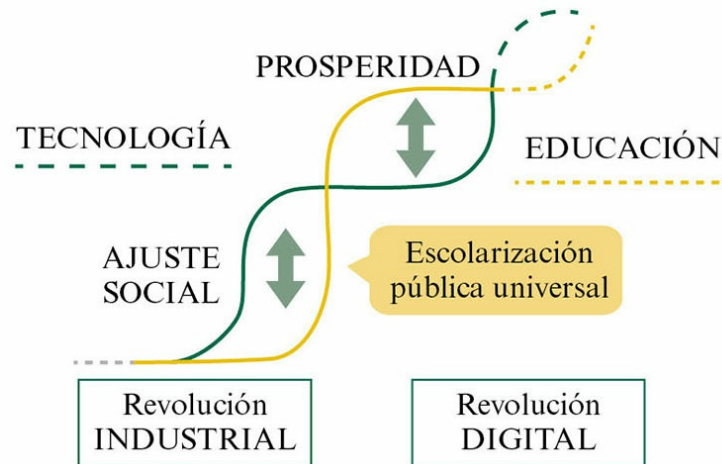 PROSPERIDAD
TECNOLOGÍA
EDUCACIÓN
AJUSTE
SOCIAL
Escolarización
pública universal
Revolución
INDUSTRIAL
Revolución
DIGITAL